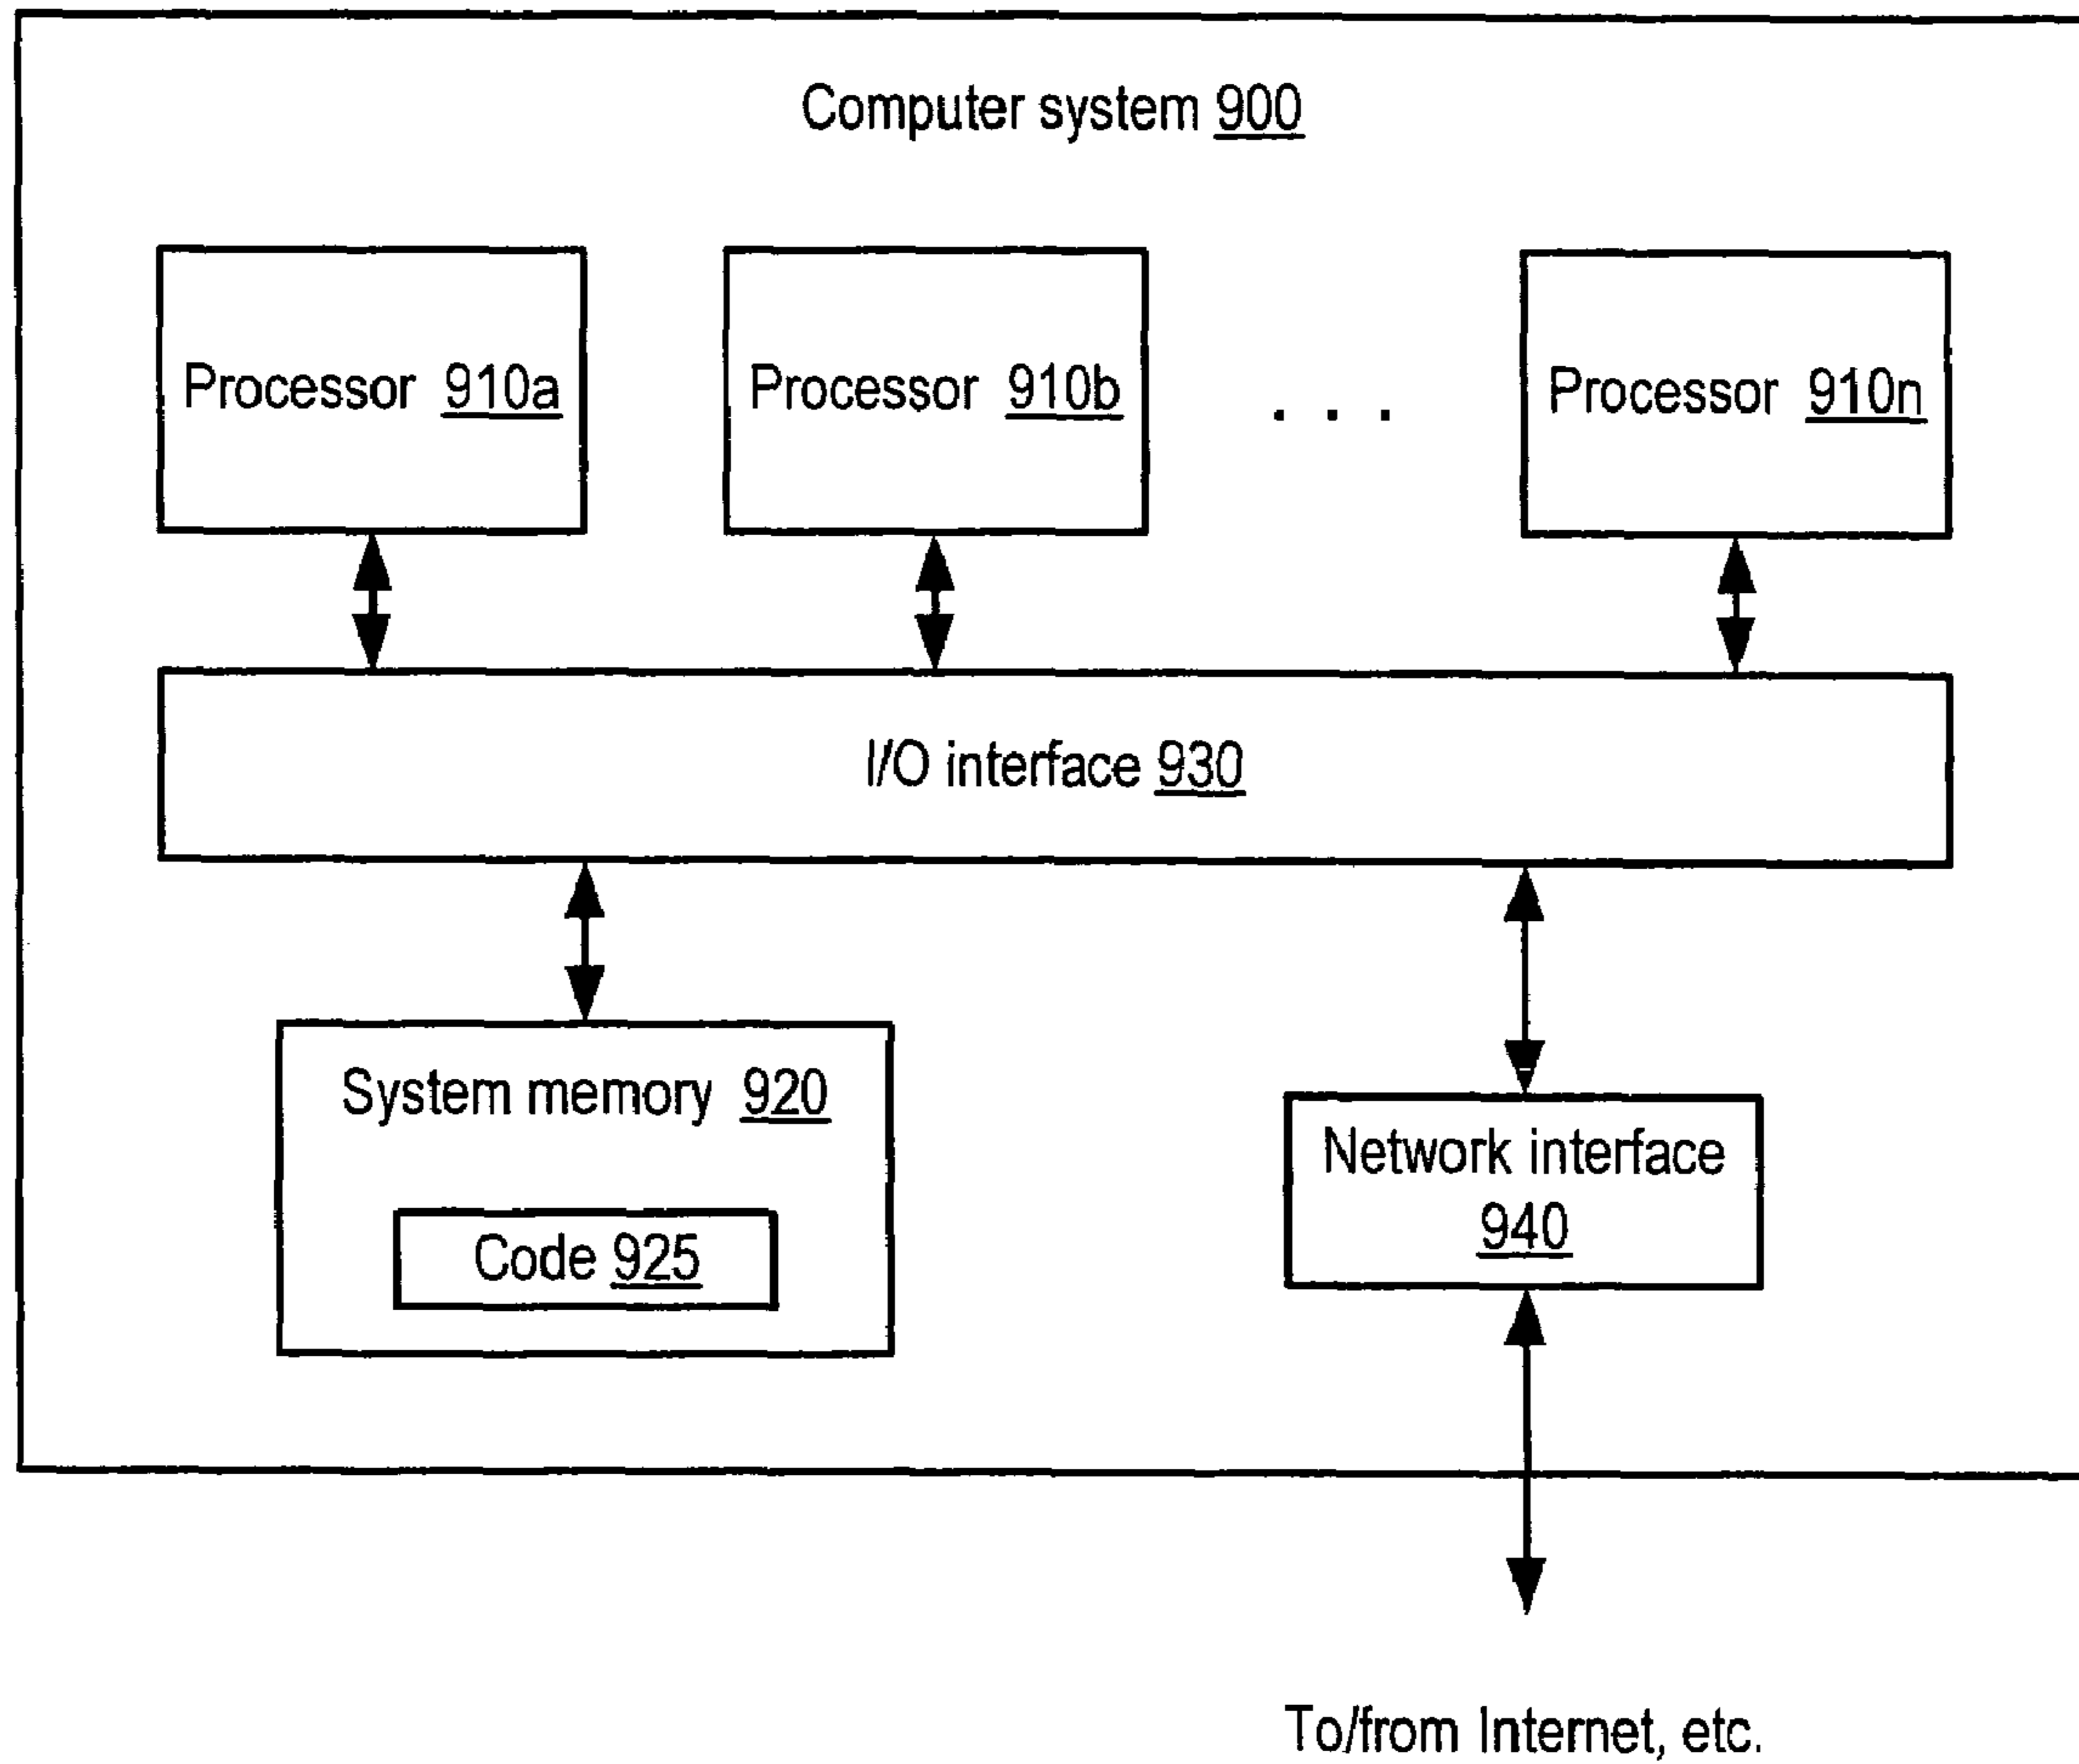 Computer system 900
Processor 910a
Processor 910b
. . .
Processor 910n
I/O interface 930
System memory 920
Code 925
Network interface
940
To/from Internet, etc.